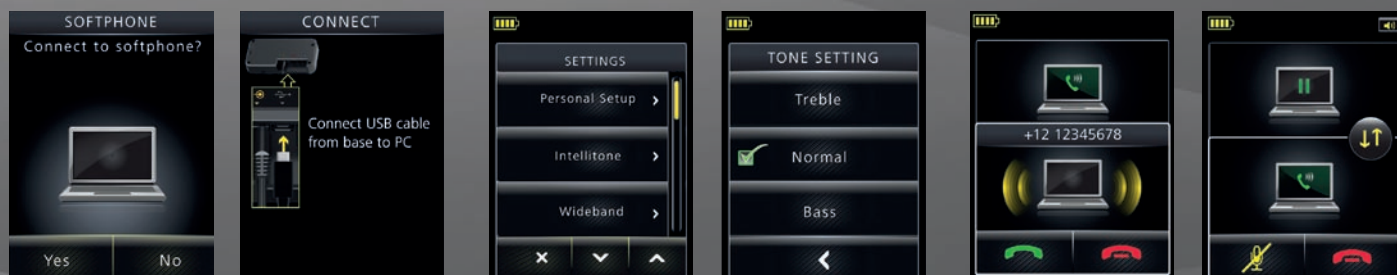 SOFTPHONE
Connect to softphone?
Yes
No
CONNECT
Connect USB cable
from base to PC
SETTINGS
Personal Setup
Intellitone
Wideband
TONE SETTING
Treble
Normal
Bass
+12 12345678